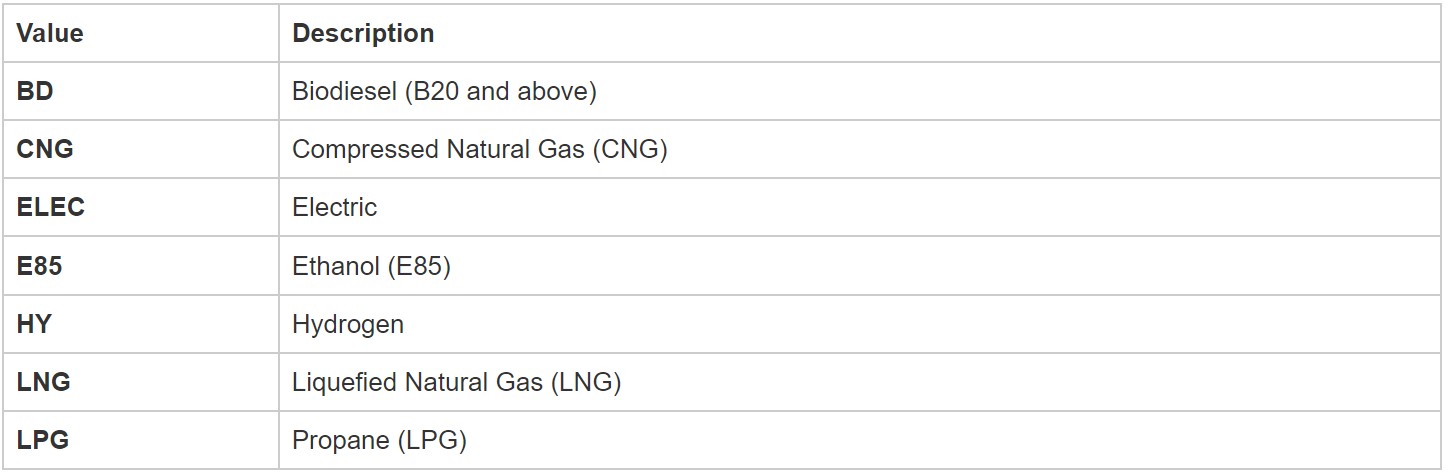 Value Description
BD Biodiesel (B20 and above)
CNG Compressed Natural Gas (CNG)
ELEC Electric
E85 Ethanol (E85)
HY Hydrogen
LNG Liquefied Natural Gas (LNG)
LPG Propane (LPG)